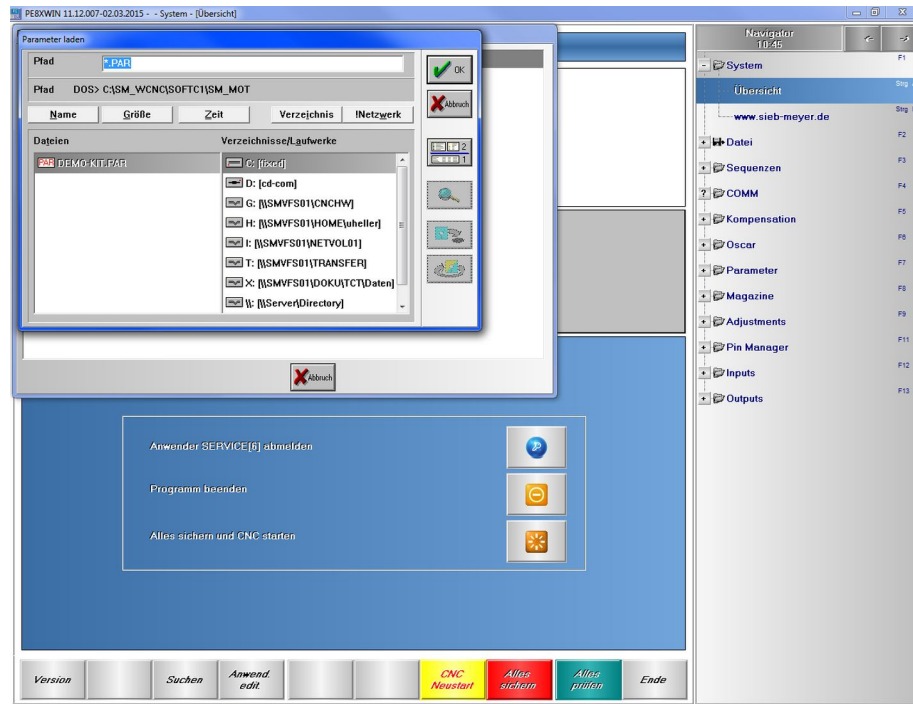 PE8XWIN 11.12.007-02.03.2015 - - System - [Übersicht]
Parameter laden
Pfad *.PAR
Pfad DOS> C:\SM_WCNC\SOFTC1\SM_MOT
Name Größe Zeit Verzeichnis !Netzwerk
OK
Abbruch
Dateien
DEMO-KIT.PAR
Verzeichnisse/Laufwerke
C: [fixed]
D: [cd-com]
G: [\\SMVFS01\CNCHW]
H: [\\SMVFS01\HOME\uheller]
I: [\\SMVFS01\NETVOL01]
T: [\\SMVFS01\TRANSFER]
X: [\\SMVFS01\DOKU\TCT\Daten]
\\: [\\Server\Directory]
2
1
Abbruch
Anwender SERVICE[6] abmelden
Programm beenden
Alles sichern und CNC starten
Version
Suchen
Anwend. edit.
CNC Neustart
Alles sichern
Alles prüfen
Ende
Navigator
10:45
System F1
Übersicht Strg
www.sieb-meyer.de Strg
Datei F2
Sequenzen F3
COMM F4
Kompensation F5
Oscar F6
Parameter F7
Magazine F8
Adjustments F9
Pin Manager F11
Inputs F12
Outputs F13